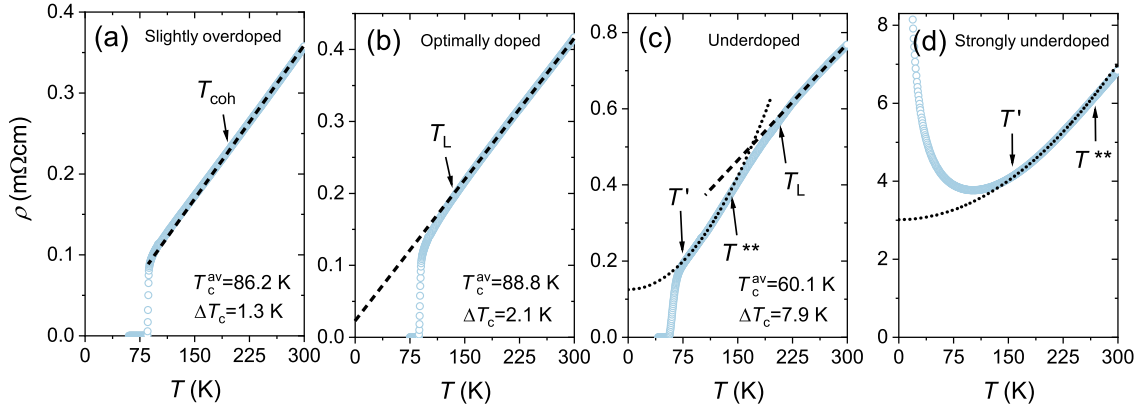 (a) Slightly overdoped
T_coh
T_c^av=86.2 K
ΔT_c=1.3 K
0.4
0.3
0.2
0.1
0.0
0 75 150 225 300
T (K)
ρ (mΩcm)
(b) Optimally doped
T_L
T_c^av=88.8 K
ΔT_c=2.1 K
0.4
0.3
0.2
0.1
0.0
0 75 150 225 300
T (K)
(c) Underdoped
T'
T**
T_L
T_c^av=60.1 K
ΔT_c=7.9 K
0.8
0.6
0.4
0.2
0.0
0 75 150 225 300
T (K)
(d) Strongly underdoped
T'
T**
8
6
4
2
0
0 75 150 225 300
T (K)